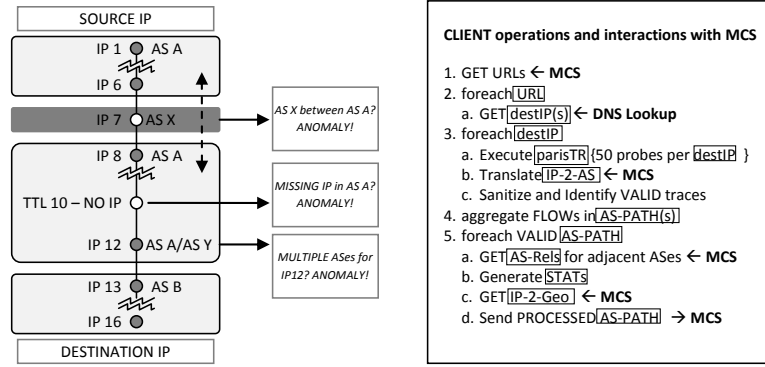 SOURCE IP
IP 1 AS A
IP 6
IP 7 AS X
IP 8 AS A
TTL 10 – NO IP
IP 12 AS A/AS Y
IP 13 AS B
IP 16
DESTINATION IP
AS X between AS A?
ANOMALY!
MISSING IP in AS A?
ANOMALY!
MULTIPLE ASes for
IP12? ANOMALY!
CLIENT operations and interactions with MCS
1. GET URLs ← MCS
2. foreach URL
a. GET destIP(s) ← DNS Lookup
3. foreach destIP
a. Execute parisTR {50 probes per destIP }
b. Translate IP-2-AS ← MCS
c. Sanitize and Identify VALID traces
4. aggregate FLOWs in AS-PATH(s)
5. foreach VALID AS-PATH
a. GET AS-Rels for adjacent ASes ← MCS
b. Generate STATs
c. GET IP-2-Geo ← MCS
d. Send PROCESSED AS-PATH → MCS